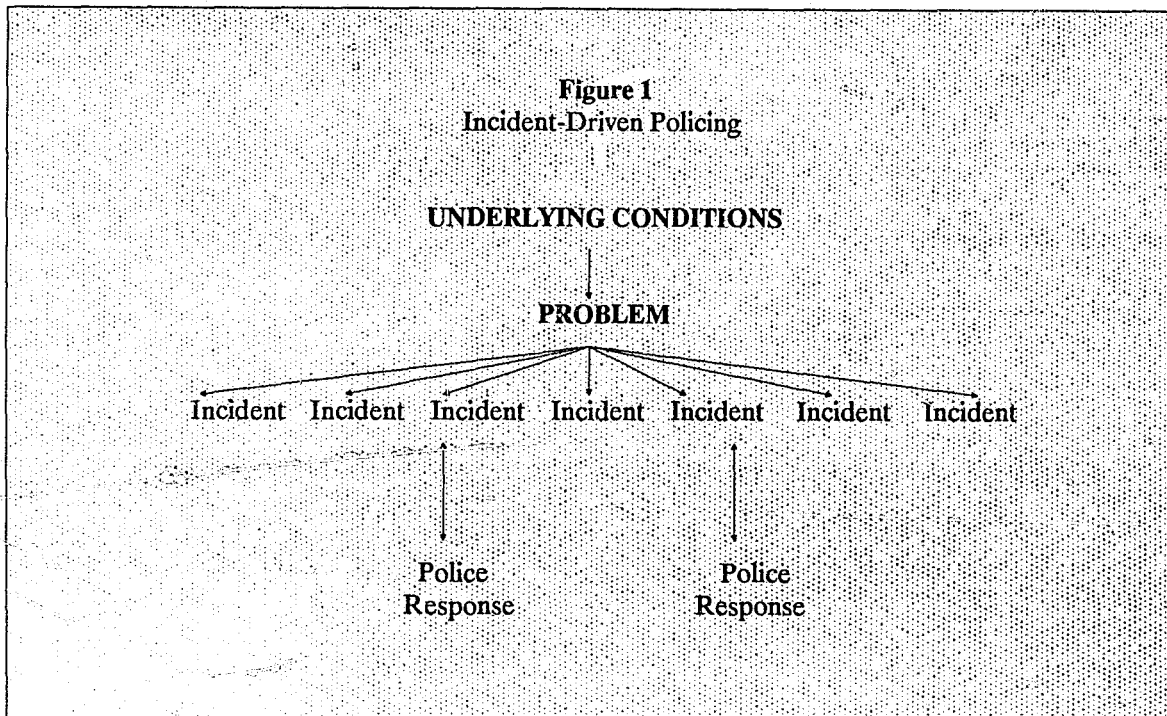 Figure 1
Incident-Driven Policing
UNDERLYING CONDITIONS
PROBLEM
Incident Incident Incident Incident Incident Incident Incident
Police Police
Response Response